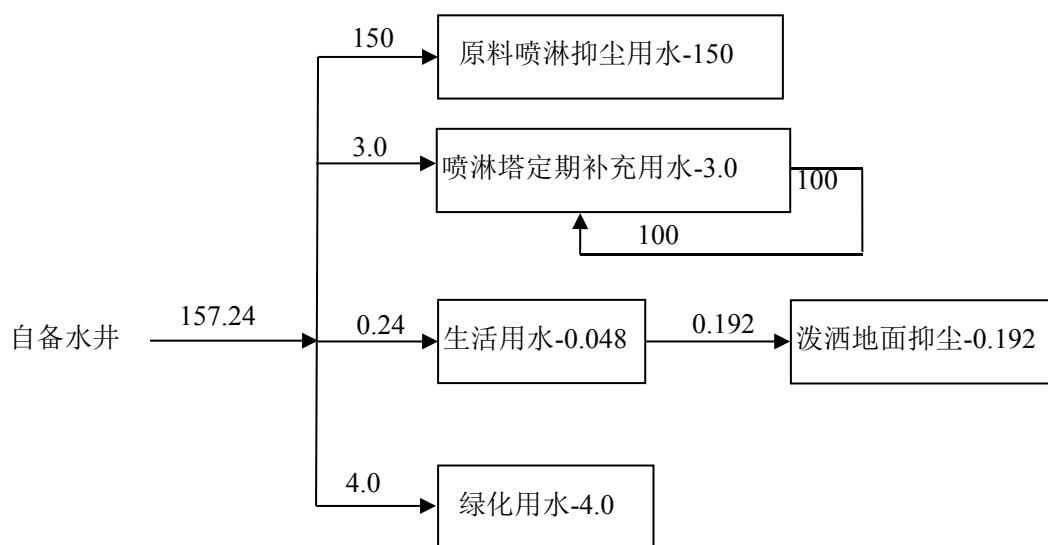 150
原料喷淋抑尘用水-150
3.0
喷淋塔定期补充用水-3.0
100
100
自备水井
157.24
0.24
生活用水-0.048
0.192
泼洒地面抑尘-0.192
4.0
绿化用水-4.0